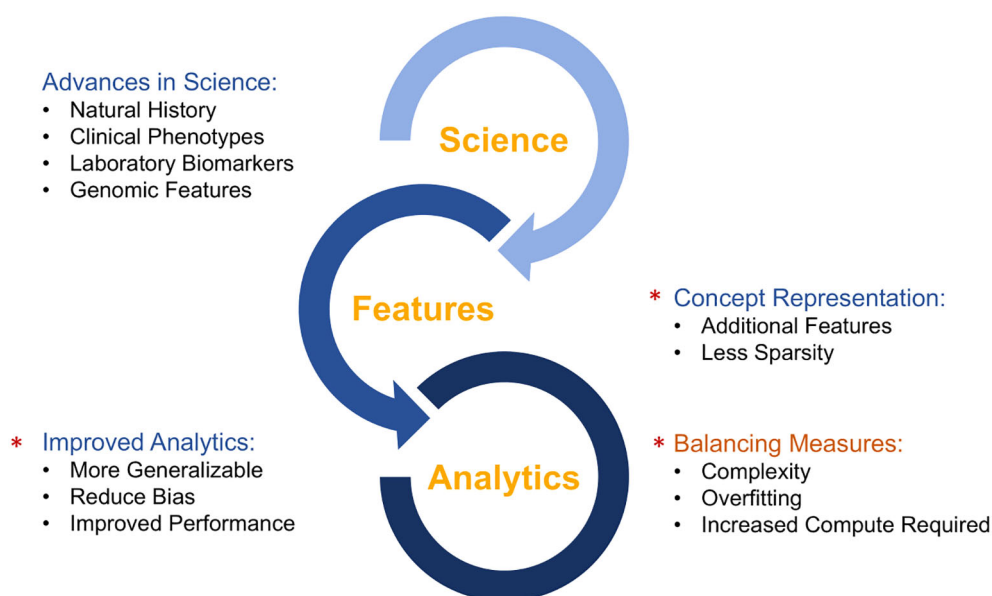 Advances in Science:
• Natural History
• Clinical Phenotypes
• Laboratory Biomarkers
• Genomic Features
Science
Features
* Concept Representation:
• Additional Features
• Less Sparsity
* Improved Analytics:
• More Generalizable
• Reduce Bias
• Improved Performance
Analytics
* Balancing Measures:
• Complexity
• Overfitting
• Increased Compute Required